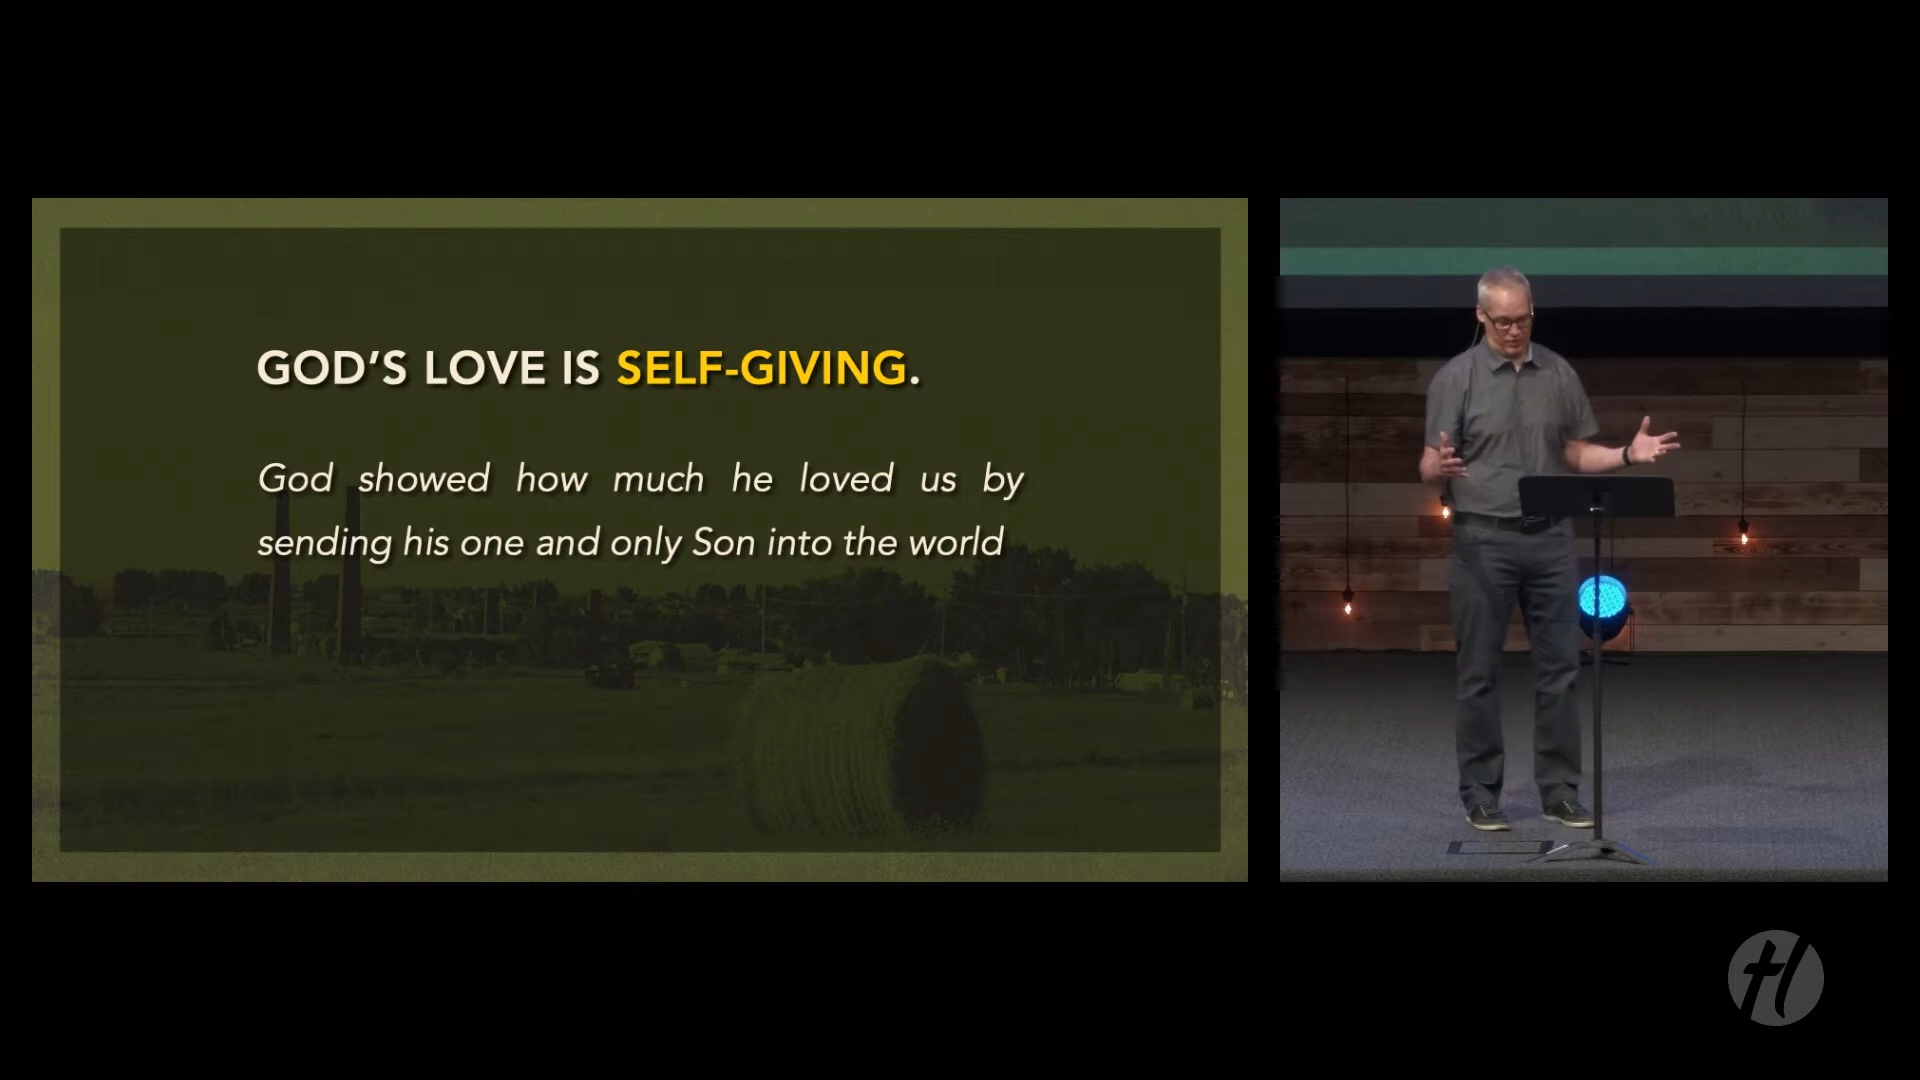 GOD’S LOVE IS SELF-GIVING.
God showed how much he loved us by
sending his one and only Son into the world